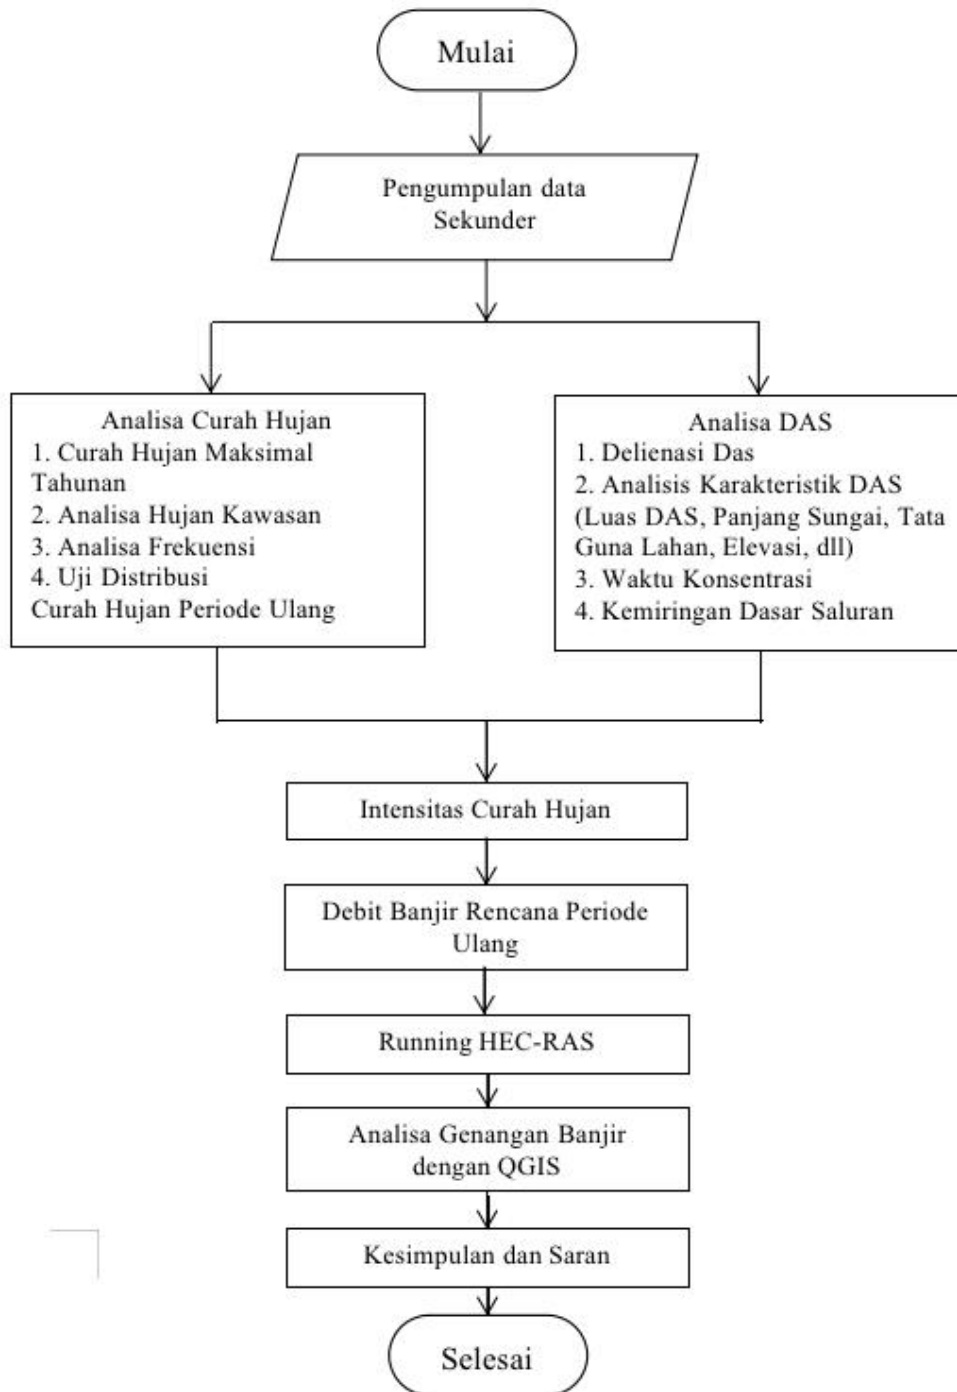 Mulai
Pengumpulan data
Sekunder
Analisa Curah Hujan
1. Curah Hujan Maksimal
Tahunan
2. Analisa Hujan Kawasan
3. Analisa Frekuensi
4. Uji Distribusi
Curah Hujan Periode Ulang
Analisa DAS
1. Delienasi Das
2. Analisis Karakteristik DAS
(Luas DAS, Panjang Sungai, Tata
Guna Lahan, Elevasi, dll)
3. Waktu Konsentrasi
4. Kemiringan Dasar Saluran
Intensitas Curah Hujan
Debit Banjir Rencana Periode
Ulang
Running HEC-RAS
Analisa Genangan Banjir
dengan QGIS
Kesimpulan dan Saran
Selesai